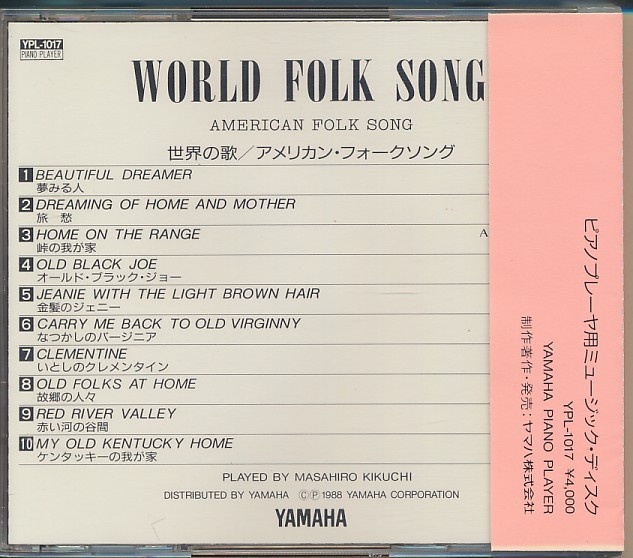 YPL-1017
PIANO PLAYER
WORLD FOLK SONG
AMERICAN FOLK SONG
世界の歌／アメリカン・フォークソング
1 BEAUTIFUL DREAMER
夢みる人
2 DREAMING OF HOME AND MOTHER
旅 愁
3 HOME ON THE RANGE A
峠の我が家
4 OLD BLACK JOE
オールド・ブラック・ジョー
5 JEANIE WITH THE LIGHT BROWN HAIR
金髪のジェニー
6 CARRY ME BACK TO OLD VIRGINNY
なつかしのバージニア
7 CLEMENTINE
いとしのクレメンタイン
8 OLD FOLKS AT HOME
故郷の人々
9 RED RIVER VALLEY
赤い河の谷間
10 MY OLD KENTUCKY HOME
ケンタッキーの我が家
PLAYED BY MASAHIRO KIKUCHI
DISTRIBUTED BY YAMAHA ⒸⓅ 1988 YAMAHA CORPORATION
YAMAHA
ピアノプレーヤ用ミュージック・ディスク
YPL-1017 ¥4,000
YAMAHA PIANO PLAYER
制作著作・発売：ヤマハ株式会社